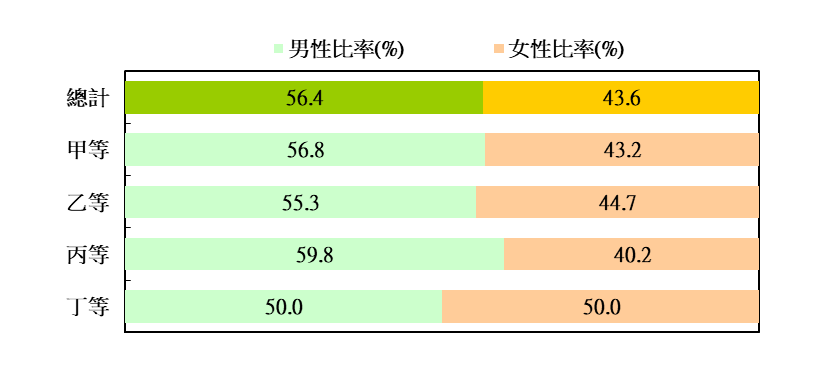 男性比率(%) 女性比率(%)
總計 56.4 43.6
甲等 56.8 43.2
乙等 55.3 44.7
丙等 59.8 40.2
丁等 50.0 50.0